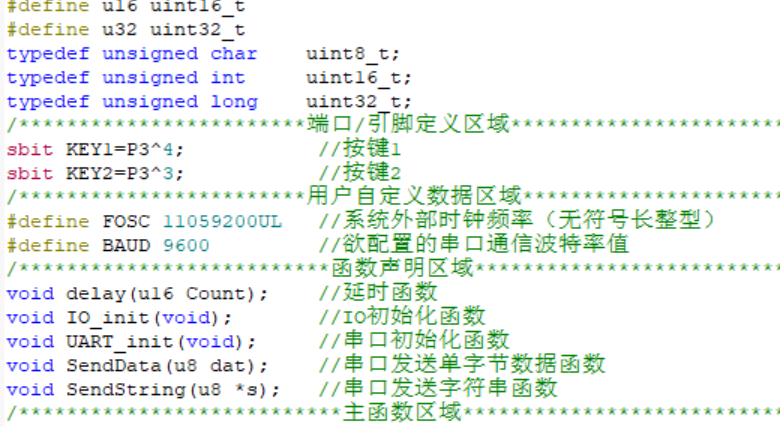 #define u16 uint16_t
#define u32 uint32_t
typedef unsigned char    uint8_t;
typedef unsigned int     uint16_t;
typedef unsigned long    uint32_t;
/************************端口/引脚定义区域***********************
sbit KEY1=P3^4;           //按键1
sbit KEY2=P3^3;           //按键2
/************************用户自定义数据区域**********************
#define FOSC 11059200UL   //系统外部时钟频率（无符号长整型）
#define BAUD 9600         //欲配置的串口通信波特率值
/**************************函数声明区域**************************
void delay(u16 Count);    //延时函数
void IO_init(void);       //IO初始化函数
void UART_init(void);     //串口初始化函数
void SendData(u8 dat);    //串口发送单字节数据函数
void SendString(u8 *s);   //串口发送字符串函数
/***************************主函数区域***************************